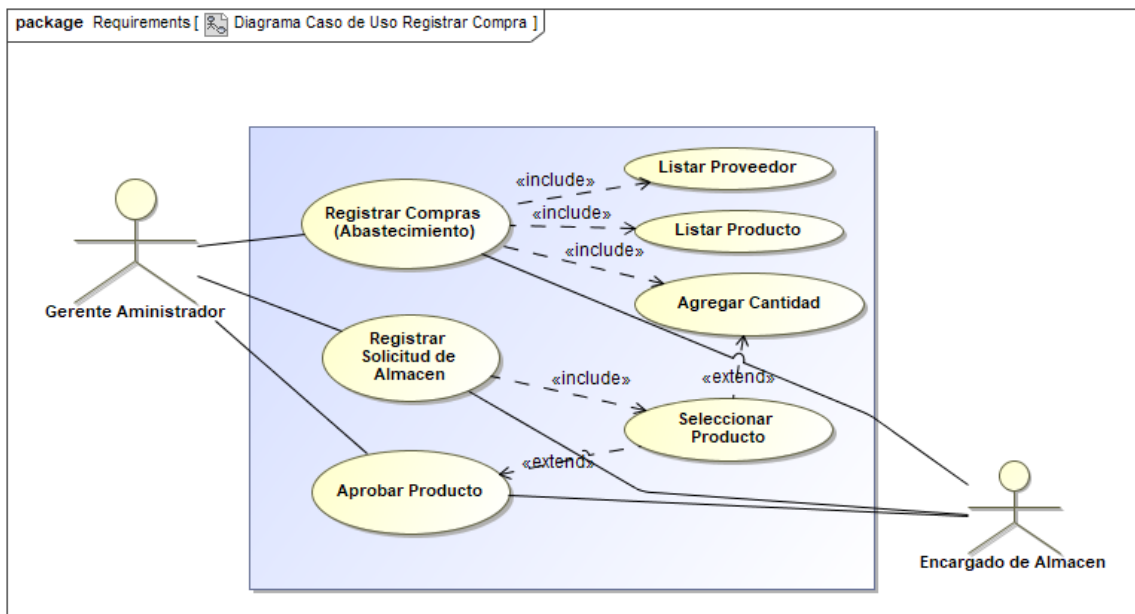 package Requirements [ Diagrama Caso de Uso Registrar Compra ]
Listar Proveedor
«include»
Registrar Compras
(Abastecimiento)
«include»
Listar Producto
«include»
Gerente Aministrador
Agregar Cantidad
Registrar
Solicitud de
Almacen
«include»
«extend»
Seleccionar
Producto
«extend»
Aprobar Producto
Encargado de Almacen